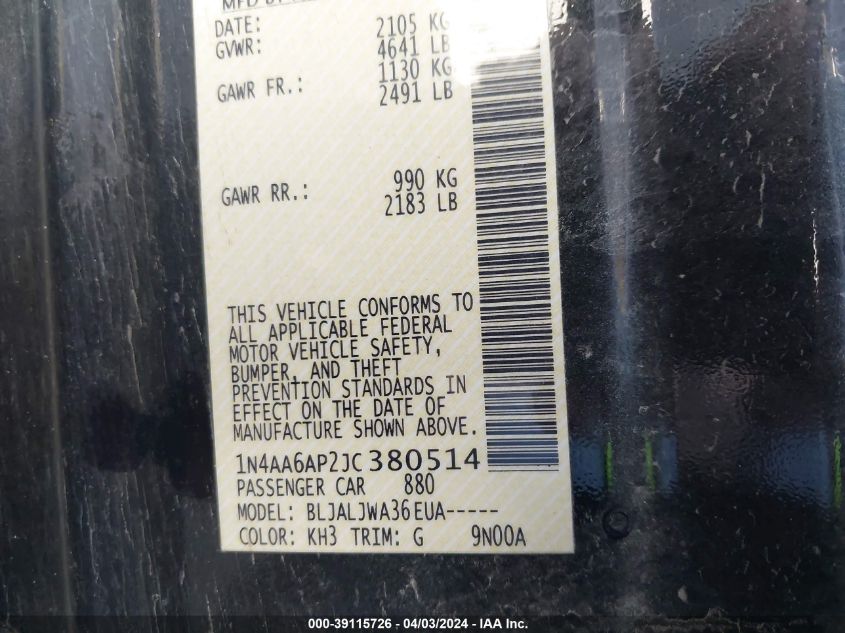 DATE: 2105 KG
GVWR: 4641 LB
1130 KG
GAWR FR.: 2491 LB
990 KG
GAWR RR.: 2183 LB
THIS VEHICLE CONFORMS TO
ALL APPLICABLE FEDERAL
MOTOR VEHICLE SAFETY,
BUMPER, AND THEFT
PREVENTION STANDARDS IN
EFFECT ON THE DATE OF
MANUFACTURE SHOWN ABOVE.
1N4AA6AP2JC380514
PASSENGER CAR 880
MODEL: BLJALJWA36EUA-----
COLOR: KH3 TRIM: G 9N00A
000-39115726 - 04/03/2024 - IAA Inc.